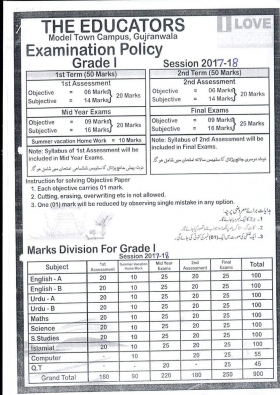 THE EDUCATORS
I LOVE
Model Town Campus, Gujranwala
Examination Policy
Grade I Session 2017-18
1st Term (50 Marks) 2nd Term (50 Marks)
1st Assessment 2nd Assessment
Objective = 06 Marks Objective = 06 Marks
20 Marks 20 Marks
Subjective = 14 Marks Subjective = 14 Marks
Mid Year Exams Final Exams
Objective = 09 Marks Objective = 09 Marks
20 Marks 25 Marks
Subjective = 16 Marks Subjective = 16 Marks
Summer vacation Home Work = 10 Marks Note: Syllabus of 2nd Assessment will be included in Final Exams.
Note: Syllabus of 1st Assessment will be included in Mid Year Exams.
Instruction for solving Objective Paper
1. Each objective carries 01 mark.
2. Cutting, erasing, overwriting etc is not allowed.
3. One (01) mark will be reduced by observing single mistake in any option.
Marks Division For Grade I
Session 2017-18
Subject 1st Assessment Summer Vacation Home Work Mid Year Exams 2nd Assessment Final Exams Total
English - A 20 10 25 20 25 100
English - B 20 10 25 20 25 100
Urdu - A 20 10 25 20 25 100
Urdu - B 20 10 25 20 25 100
Maths 20 10 25 20 25 100
Science 20 10 25 20 25 100
S.Studies 20 10 25 20 25 100
Islamiat 20 10 25 20 25 100
Computer - 10 20 25 55
Q.T - 20 25 45
Grand Total 160 90 220 180 250 900